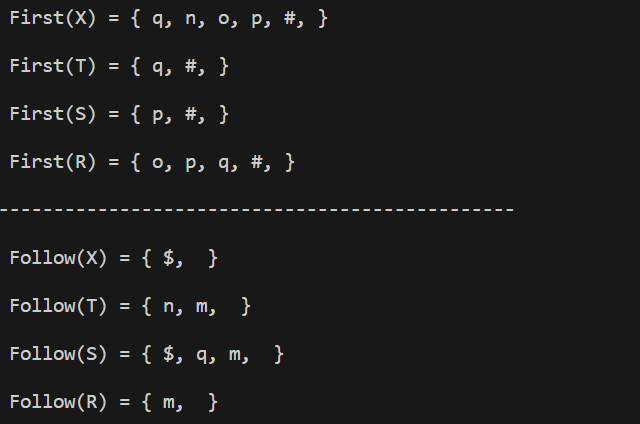 First(X) = { q, n, o, p, #, }
First(T) = { q, #, }
First(S) = { p, #, }
First(R) = { o, p, q, #, }
-----------------------------------------------
Follow(X) = { $,  }
Follow(T) = { n, m,  }
Follow(S) = { $, q, m,  }
Follow(R) = { m,  }